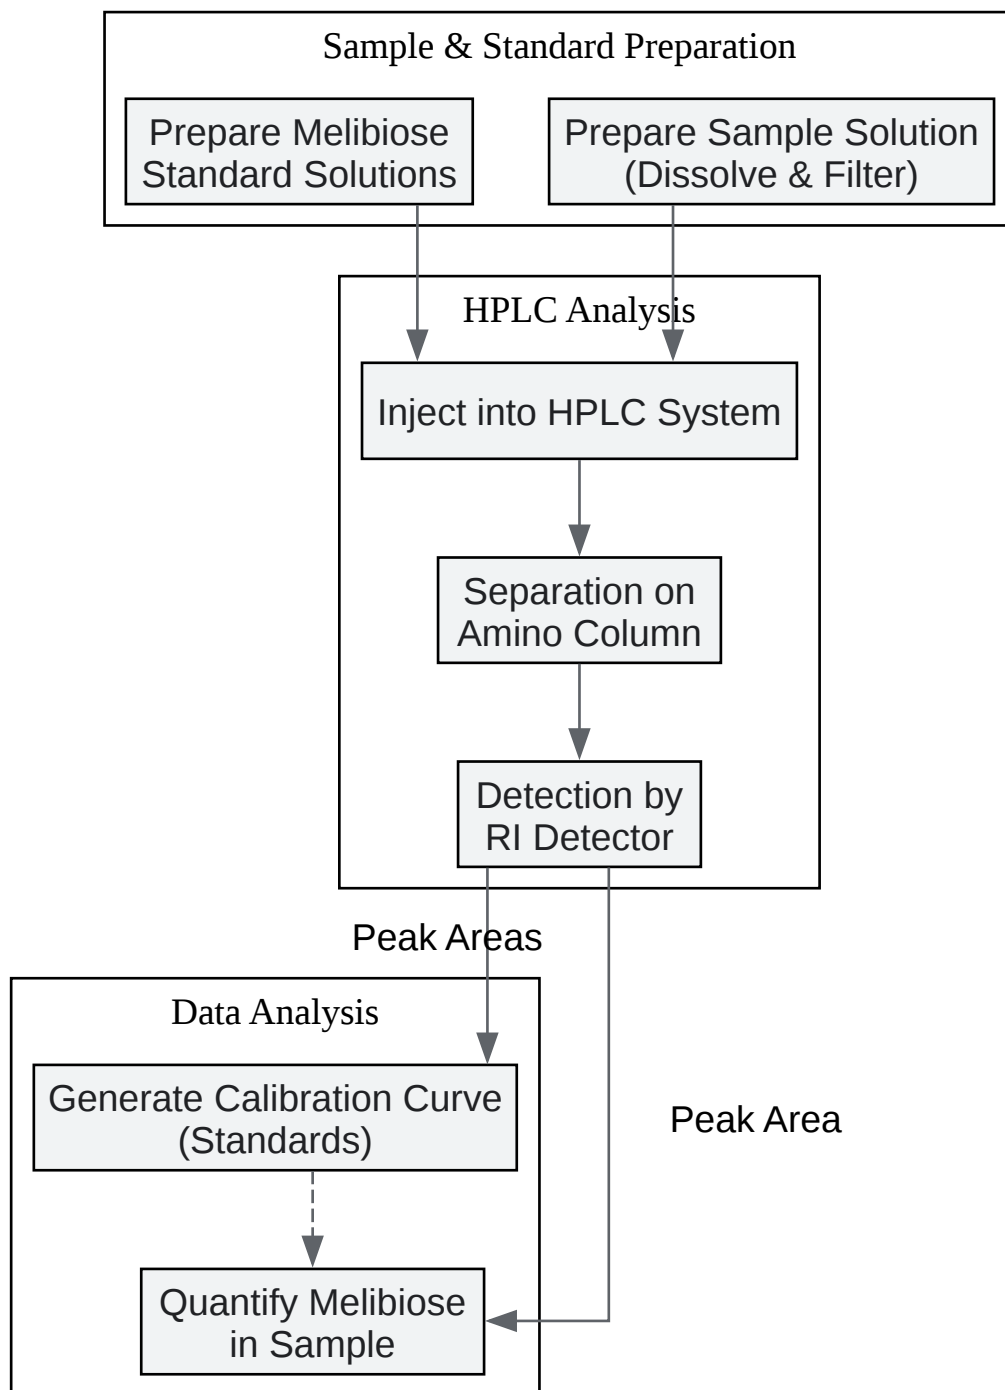 Sample & Standard Preparation
Prepare Melibiose
Standard Solutions
Prepare Sample Solution
(Dissolve & Filter)
HPLC Analysis
Inject into HPLC System
Separation on
Amino Column
Detection by
RI Detector
Peak Areas
Data Analysis
Generate Calibration Curve
(Standards)
Peak Area
Quantify Melibiose
in Sample